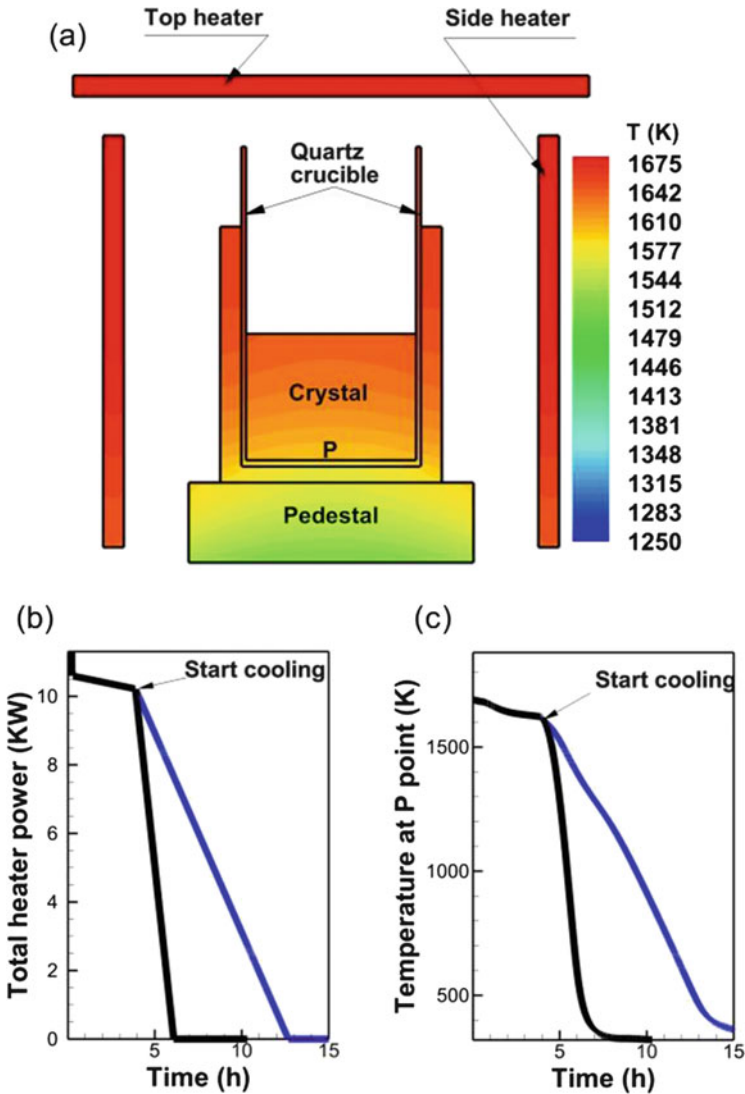 (a)
Top heater
Side heater
Quartz
crucible
Crystal
P
Pedestal
T (K)
1675
1642
1610
1577
1544
1512
1479
1446
1413
1381
1348
1315
1283
1250
(b)
Total heater power (KW)
10
8
6
4
2
0
Start cooling
5
10
15
Time (h)
(c)
Temperature at P point (K)
1500
1000
500
Start cooling
0
5
10
15
Time (h)